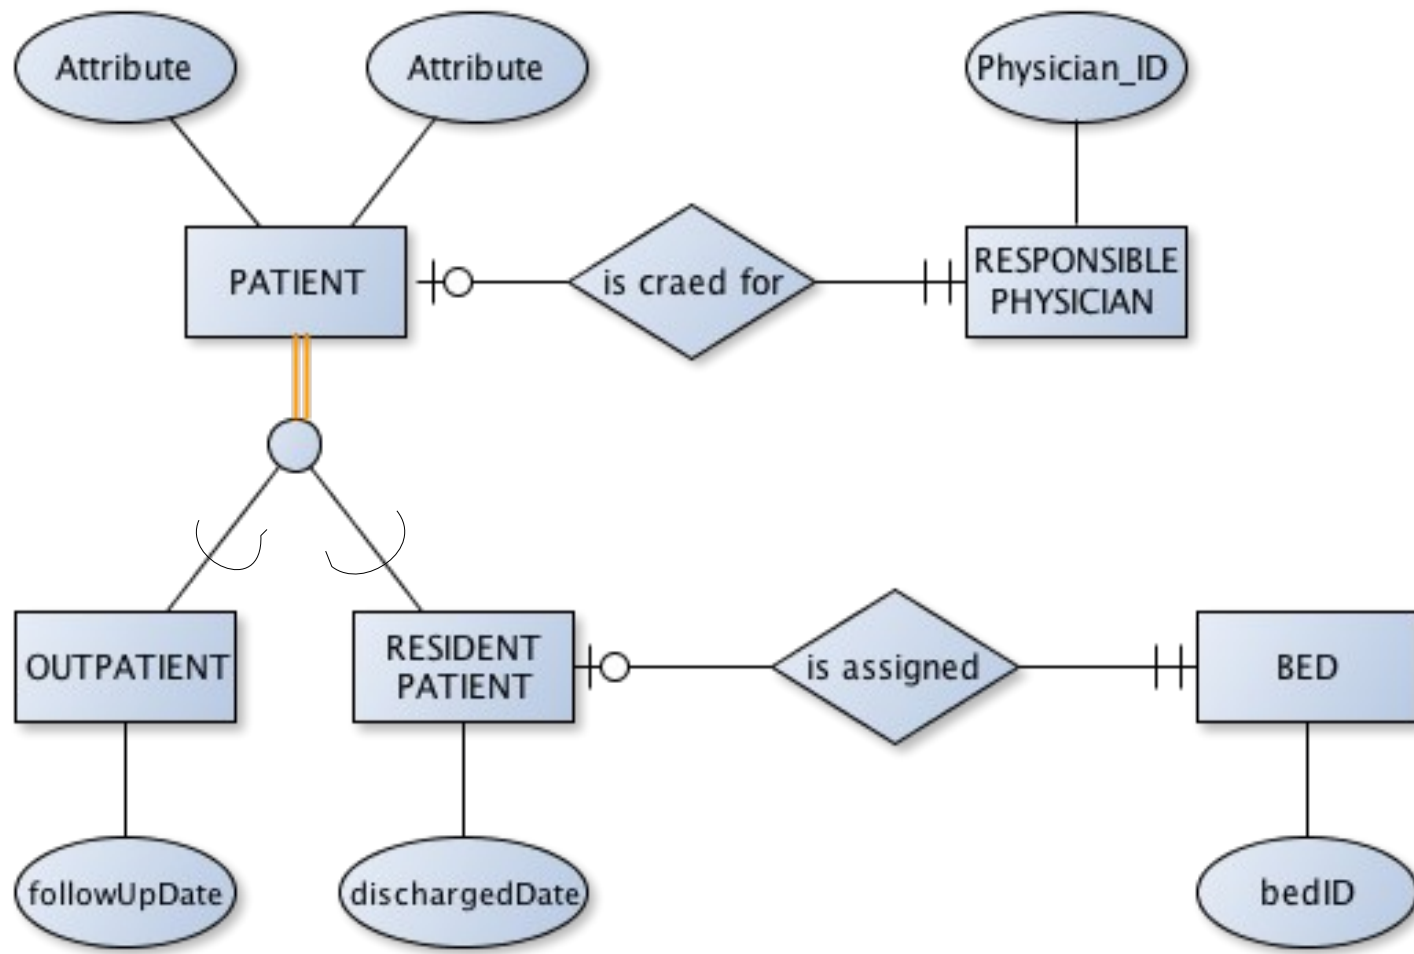 Attribute
Attribute
Physician_ID
PATIENT
is craed for
RESPONSIBLE
PHYSICIAN
OUTPATIENT
RESIDENT
PATIENT
is assigned
BED
followUpDate
dischargedDate
bedID